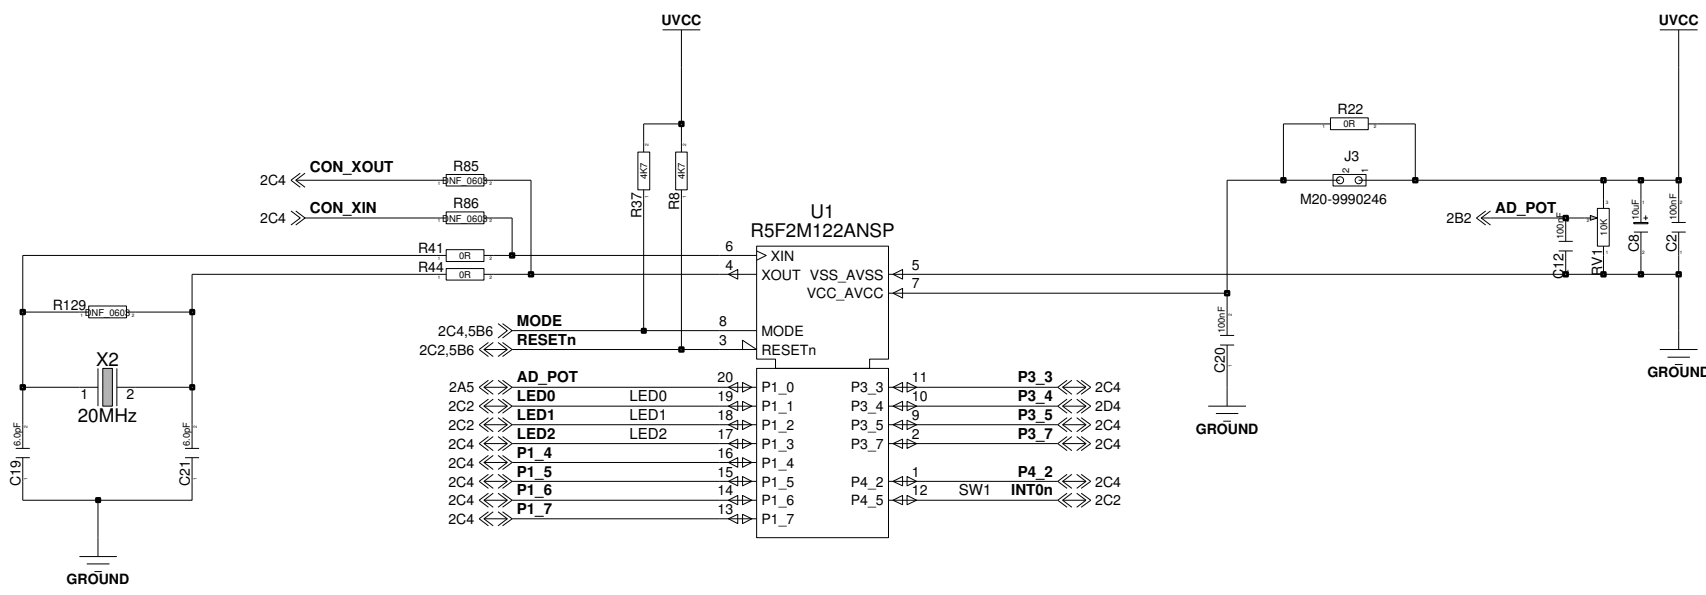 UVCC
UVCC
R22
0R
J3
2 1
M20-9990246
CON_XOUT
2C4
R85
DNF_0603
CON_XIN
2C4
R86
DNF_0603
4K7
R37
4K7
R8
U1
R5F2M122ANSP
R41
0R
R44
0R
6 XIN
4 XOUT
VSS_AVSS 5
VCC_AVCC 7
AD_POT
2B2
100nF
C12
10K
RV1
10uF
C8
100nF
C2
R129
DNF_0603
X2
1 2
20MHz
6.0pF
C19
6.0pF
C21
GROUND
2C4,5B6 MODE 8 MODE
2C2,5B6 RESETn 3 RESETn
100nF
C20
GROUND
GROUND
2A5 AD_POT 20 P1_0
2C2 LED0 LED0 19 P1_1
2C2 LED1 LED1 18 P1_2
2C4 LED2 LED2 17 P1_3
2C4 P1_4 16 P1_4
2C4 P1_5 15 P1_5
2C4 P1_6 14 P1_6
2C4 P1_7 13 P1_7
P3_3 11 P3_3 2C4
P3_4 10 P3_4 2D4
P3_5 9 P3_5 2C4
P3_7 2 P3_7 2C4
P4_2 1 P4_2 2C4
P4_5 12 SW1 INT0n 2C2